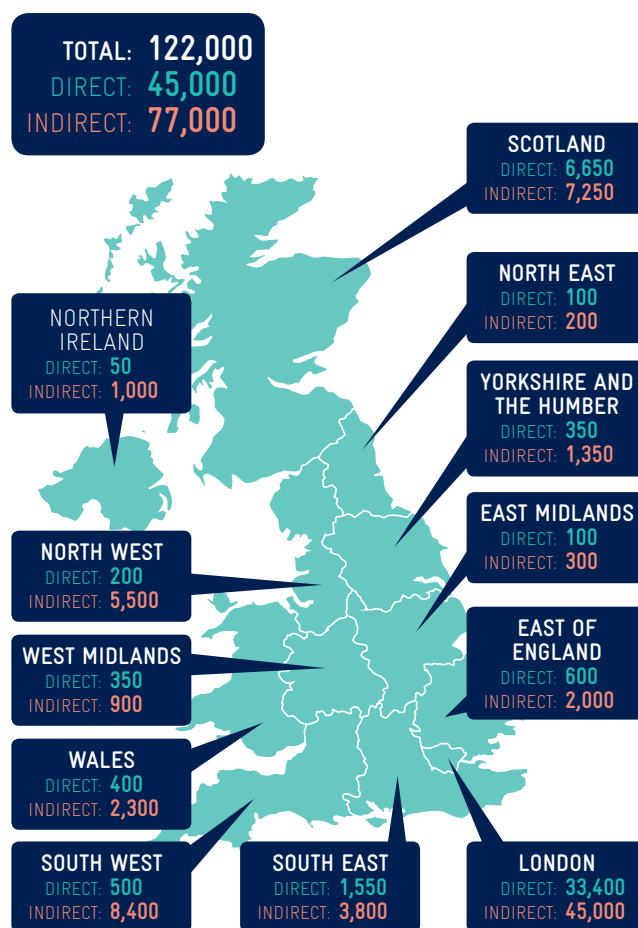 TOTAL: 122,000
DIRECT: 45,000
INDIRECT: 77,000
SCOTLAND
DIRECT: 6,650
INDIRECT: 7,250
NORTH EAST
DIRECT: 100
INDIRECT: 200
NORTHERN
IRELAND
DIRECT: 50
INDIRECT: 1,000
YORKSHIRE AND
THE HUMBER
DIRECT: 350
INDIRECT: 1,350
EAST MIDLANDS
DIRECT: 100
INDIRECT: 300
NORTH WEST
DIRECT: 200
INDIRECT: 5,500
EAST OF
ENGLAND
DIRECT: 600
INDIRECT: 2,000
WEST MIDLANDS
DIRECT: 350
INDIRECT: 900
WALES
DIRECT: 400
INDIRECT: 2,300
SOUTH WEST
DIRECT: 500
INDIRECT: 8,400
SOUTH EAST
DIRECT: 1,550
INDIRECT: 3,800
LONDON
DIRECT: 33,400
INDIRECT: 45,000